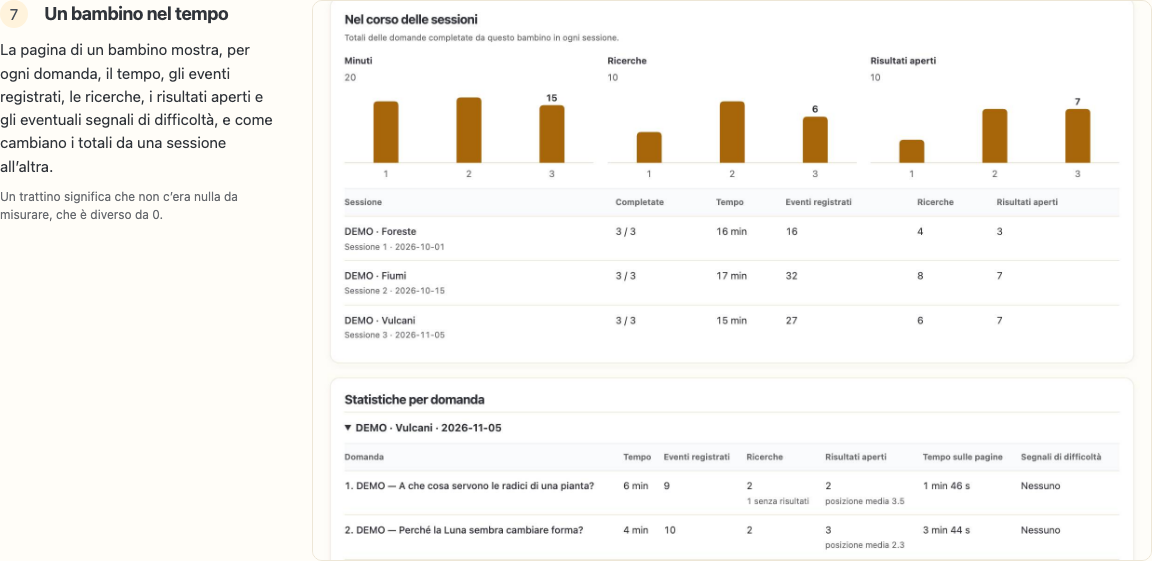 7 Un bambino nel tempo
La pagina di un bambino mostra, per
ogni domanda, il tempo, gli eventi
registrati, le ricerche, i risultati aperti e
gli eventuali segnali di difficoltà, e come
cambiano i totali da una sessione
all’altra.
Un trattino significa che non c’era nulla da
misurare, che è diverso da 0.
Nel corso delle sessioni
Totali delle domande completate da questo bambino in ogni sessione.
Minuti Ricerche Risultati aperti
20 10 10
15 6 7
1 2 3 1 2 3 1 2 3
Sessione Completate Tempo Eventi registrati Ricerche Risultati aperti
DEMO · Foreste 3 / 3 16 min 16 4 3
Sessione 1 · 2026-10-01
DEMO · Fiumi 3 / 3 17 min 32 8 7
Sessione 2 · 2026-10-15
DEMO · Vulcani 3 / 3 15 min 27 6 7
Sessione 3 · 2026-11-05
Statistiche per domanda
▼ DEMO · Vulcani · 2026-11-05
Domanda Tempo Eventi registrati Ricerche Risultati aperti Tempo sulle pagine Segnali di difficoltà
1. DEMO — A che cosa servono le radici di una pianta? 6 min 9 2 2 1 min 46 s Nessuno
1 senza risultati posizione media 3.5
2. DEMO — Perché la Luna sembra cambiare forma? 4 min 10 2 3 3 min 44 s Nessuno
posizione media 2.3